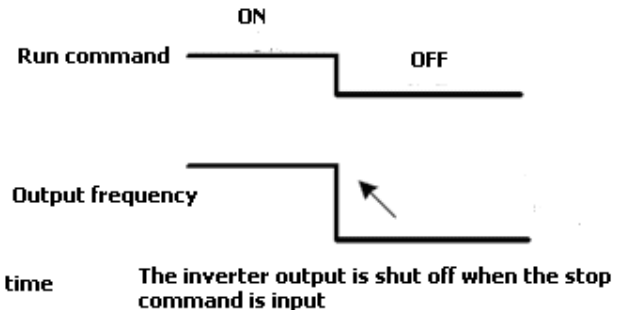 ON
Run command
OFF
Output frequency
time
The inverter output is shut off when the stop
command is input